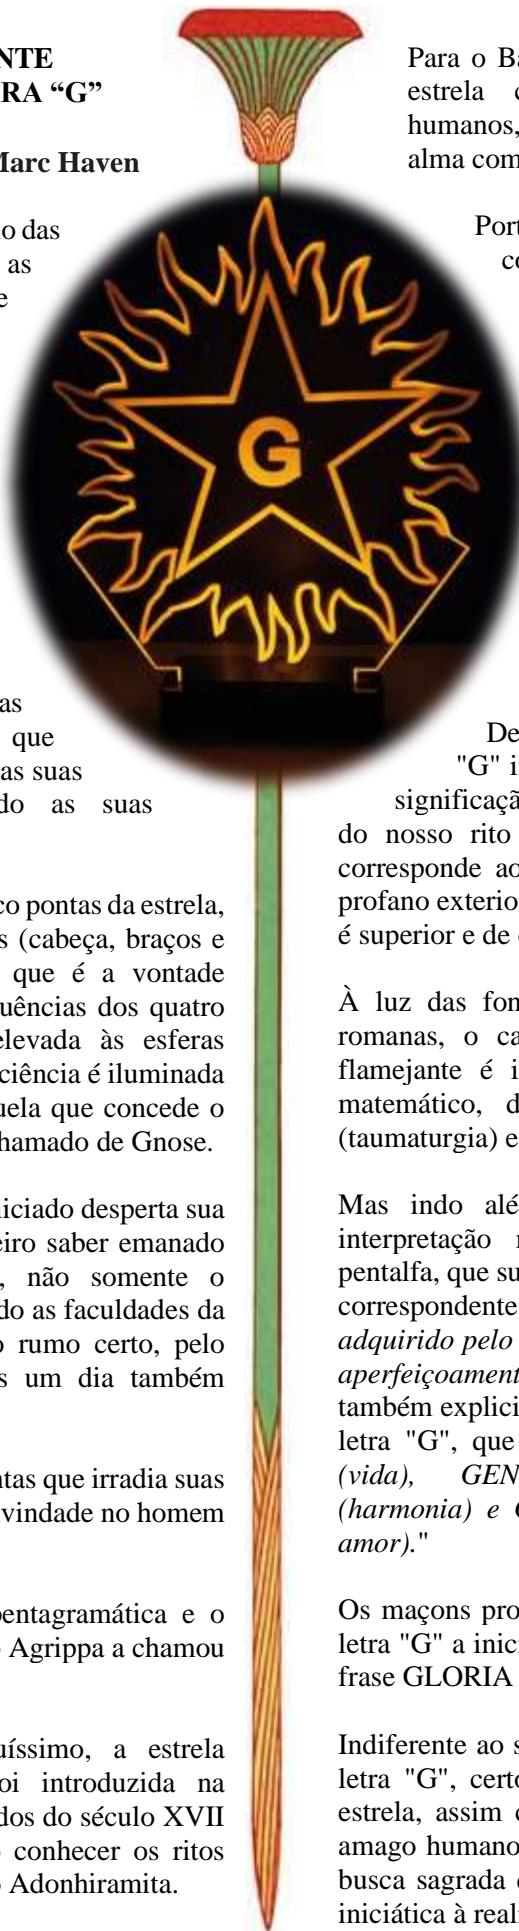 NTE
RA “G”
Marc Haven
o das
as
e
as
que
as suas
do as suas
co pontas da estrela,
s (cabeça, braços e
que é a vontade
uências dos quatro
elevada às esferas
ciência é iluminada
uela que concede o
hamado de Gnose.
niciado desperta sua
eiro saber emanado
, não somente o
do as faculdades da
o rumo certo, pelo
s um dia também
ntas que irradia suas
ivindade no homem
pentagramática e o
o Agrippa a chamou
uíssimo, a estrela
oi introduzida na
dos do século XVII
o conhecer os ritos
o Adonhiramita.
G
Para o Ba
estrela c
humanos,
alma com
Port
co
De
"G" i
significaçã
do nosso rito
corresponde ao
profano exterior
é superior e de
À luz das fon
romanas, o ca
flamejante é i
matemático, d
(taumaturgia) e
Mas indo alé
interpretação r
pentalfa, que su
correspondente
adquirido pelo
aperfeiçoament
também explici
letra "G", que
(vida), GEN
(harmonia) e G
amor)."
Os maçons pro
letra "G" a inici
frase GLORIA
Indiferente ao s
letra "G", certo
estrela, assim c
amago humano
busca sagrada
iniciática à reali